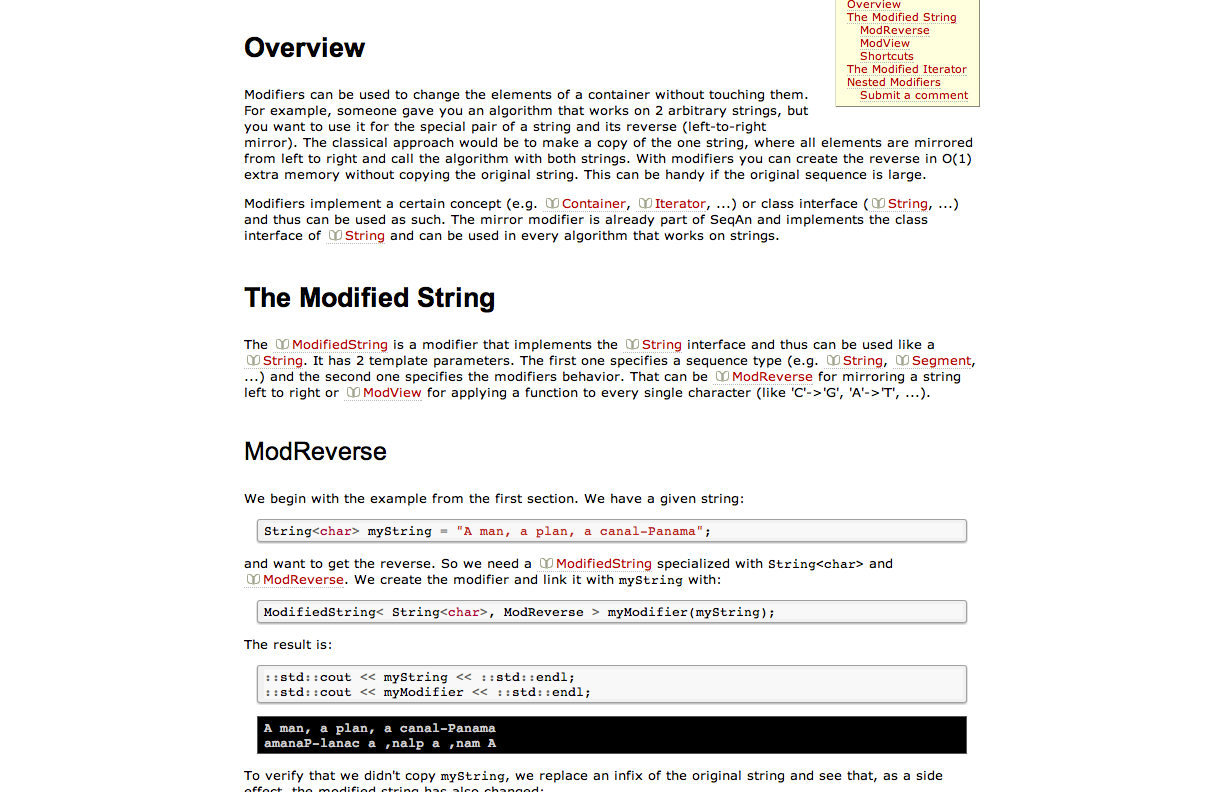 Overview
The Modified String
ModReverse
ModView
Shortcuts
The Modified Iterator
Nested Modifiers
Submit a comment
Overview
Modifiers can be used to change the elements of a container without touching them.
For example, someone gave you an algorithm that works on 2 arbitrary strings, but
you want to use it for the special pair of a string and its reverse (left-to-right
mirror). The classical approach would be to make a copy of the one string, where all elements are mirrored
from left to right and call the algorithm with both strings. With modifiers you can create the reverse in O(1)
extra memory without copying the original string. This can be handy if the original sequence is large.
Modifiers implement a certain concept (e.g. Container, Iterator, ...) or class interface (String, ...)
and thus can be used as such. The mirror modifier is already part of SeqAn and implements the class
interface of String and can be used in every algorithm that works on strings.
The Modified String
The ModifiedString is a modifier that implements the String interface and thus can be used like a
String. It has 2 template parameters. The first one specifies a sequence type (e.g. String, Segment,
...) and the second one specifies the modifiers behavior. That can be ModReverse for mirroring a string
left to right or ModView for applying a function to every single character (like 'C'->'G', 'A'->'T', ...).
ModReverse
We begin with the example from the first section. We have a given string:
String<char> myString = "A man, a plan, a canal-Panama";
and want to get the reverse. So we need a ModifiedString specialized with String<char> and
ModReverse. We create the modifier and link it with myString with:
ModifiedString< String<char>, ModReverse > myModifier(myString);
The result is:
::std::cout << myString << ::std::endl;
::std::cout << myModifier << ::std::endl;
A man, a plan, a canal-Panama
amanaP-lanac a ,nalp a ,nam A
To verify that we didn't copy myString, we replace an infix of the original string and see that, as a side
effect, the modified string has also changed: